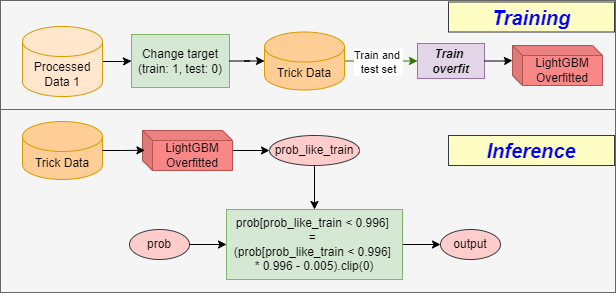 Training
Processed
Data 1
Change target
(train: 1, test: 0)
Trick Data
Train and
test set
Train
overfit
LightGBM
Overfitted
Inference
Trick Data
LightGBM
Overfitted
prob_like_train
prob
prob[prob_like_train < 0.996]
=
(prob[prob_like_train < 0.996]
* 0.996 - 0.005).clip(0)
output